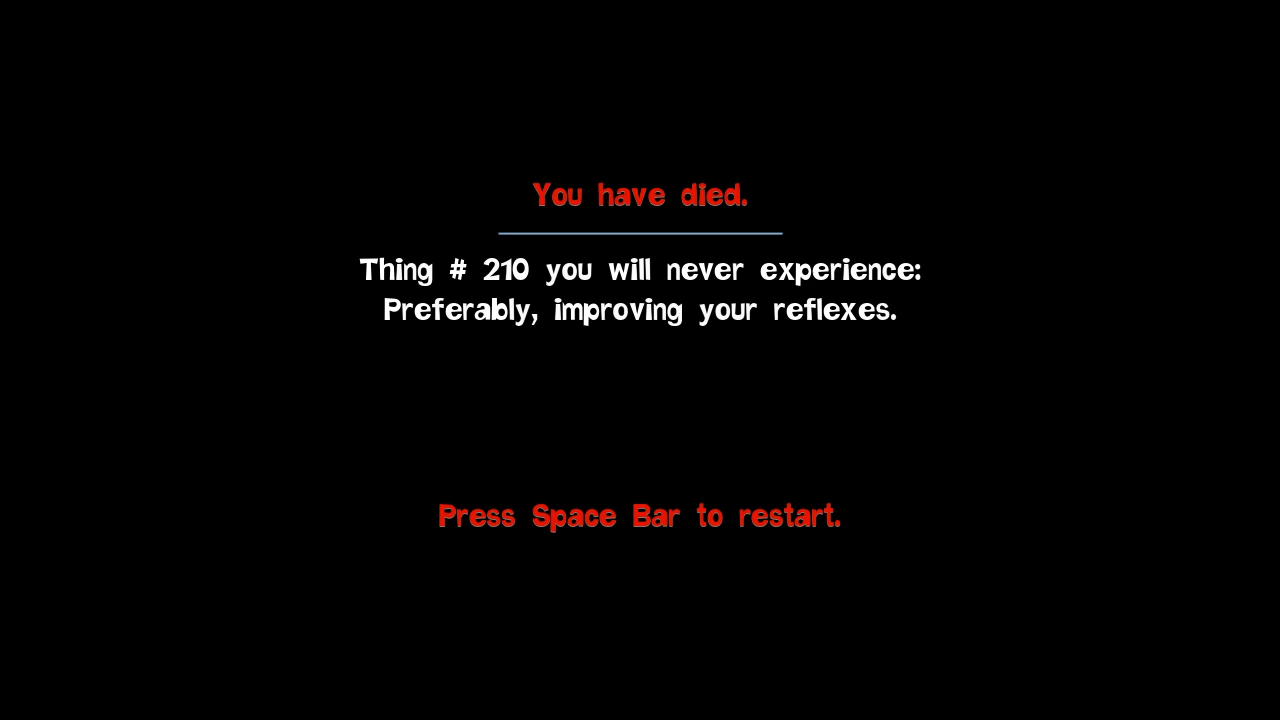 You have died.
Thing # 210 you will never experience:
Preferably, improving your reflexes.
Press Space Bar to restart.